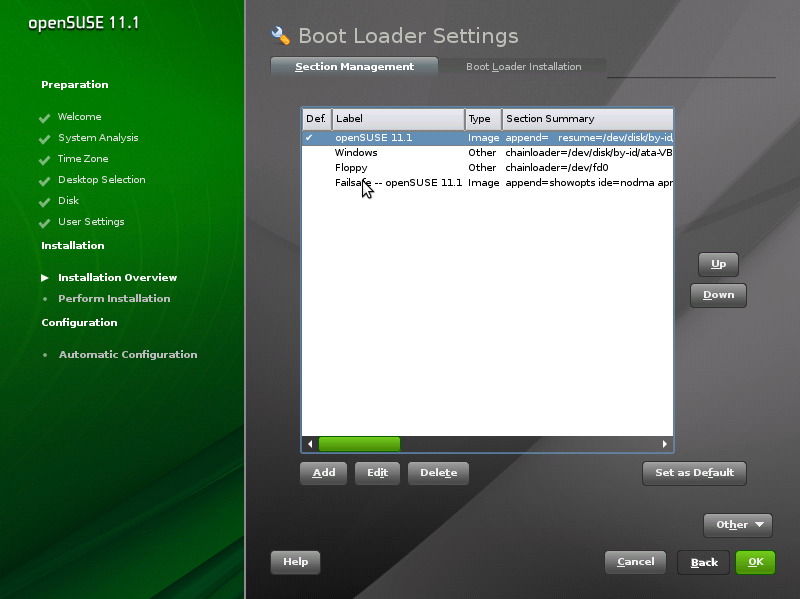 openSUSE 11.1
Preparation
Welcome
System Analysis
Time Zone
Desktop Selection
Disk
User Settings
Installation
Installation Overview
Perform Installation
Configuration
Automatic Configuration
Boot Loader Settings
Section Management Boot Loader Installation
Def. Label Type Section Summary
openSUSE 11.1 Image append= resume=/dev/disk/by-id/
Windows Other chainloader=/dev/disk/by-id/ata-VB
Floppy Other chainloader=/dev/fd0
Failsafe -- openSUSE 11.1 Image append=showopts ide=nodma apr
Up
Down
Add Edit Delete Set as Default
Other
Help Cancel Back OK